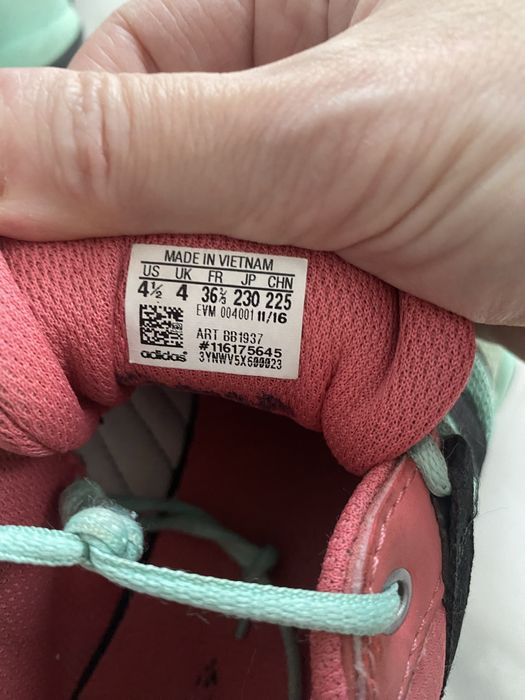 MADE IN VIETNAM
US UK FR JP CHN
4½ 4 36⅔ 230 225
EVM 004001 11/16
ART BB1937
#116175645
adidas 3YNWV5X600023